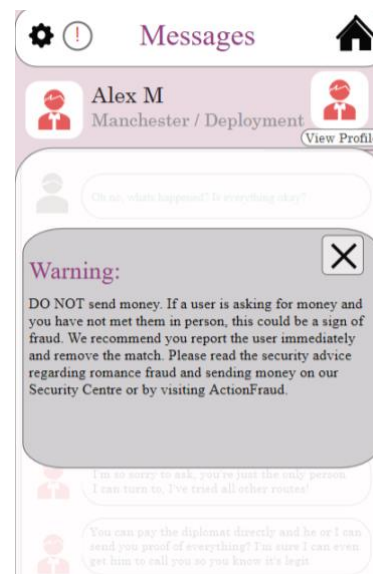 !
Messages
Alex M
Manchester / Deployment
View Profil
Oh no, whats happened? Is everything okay?
Warning:
DO NOT send money. If a user is asking for money and
you have not met them in person, this could be a sign of
fraud. We recommend you report the user immediately
and remove the match. Please read the security advice
regarding romance fraud and sending money on our
Security Centre or by visiting ActionFraud.
I'm so sorry to ask, you're just the only person
I can turn to, I've tried all other routes!
You can pay the diplomat directly and he or I can
send you proof of everything? I'm sure I can even
get him to call you so you know it's legit